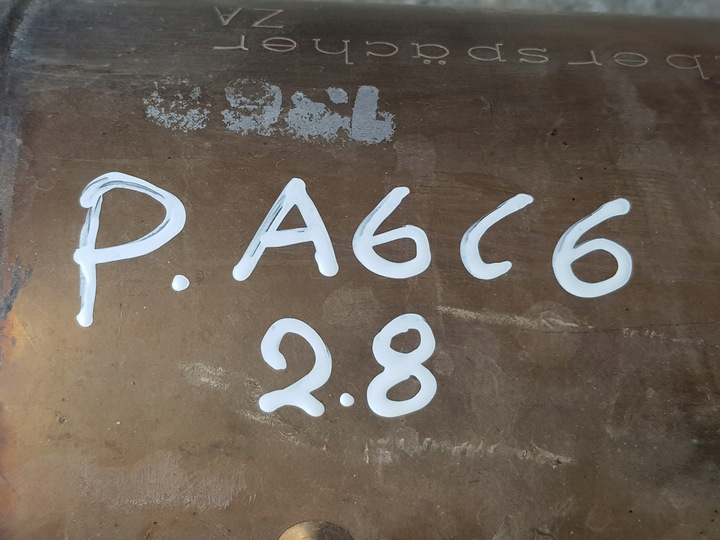 berspächer
ZA
P. A6C6
2.8